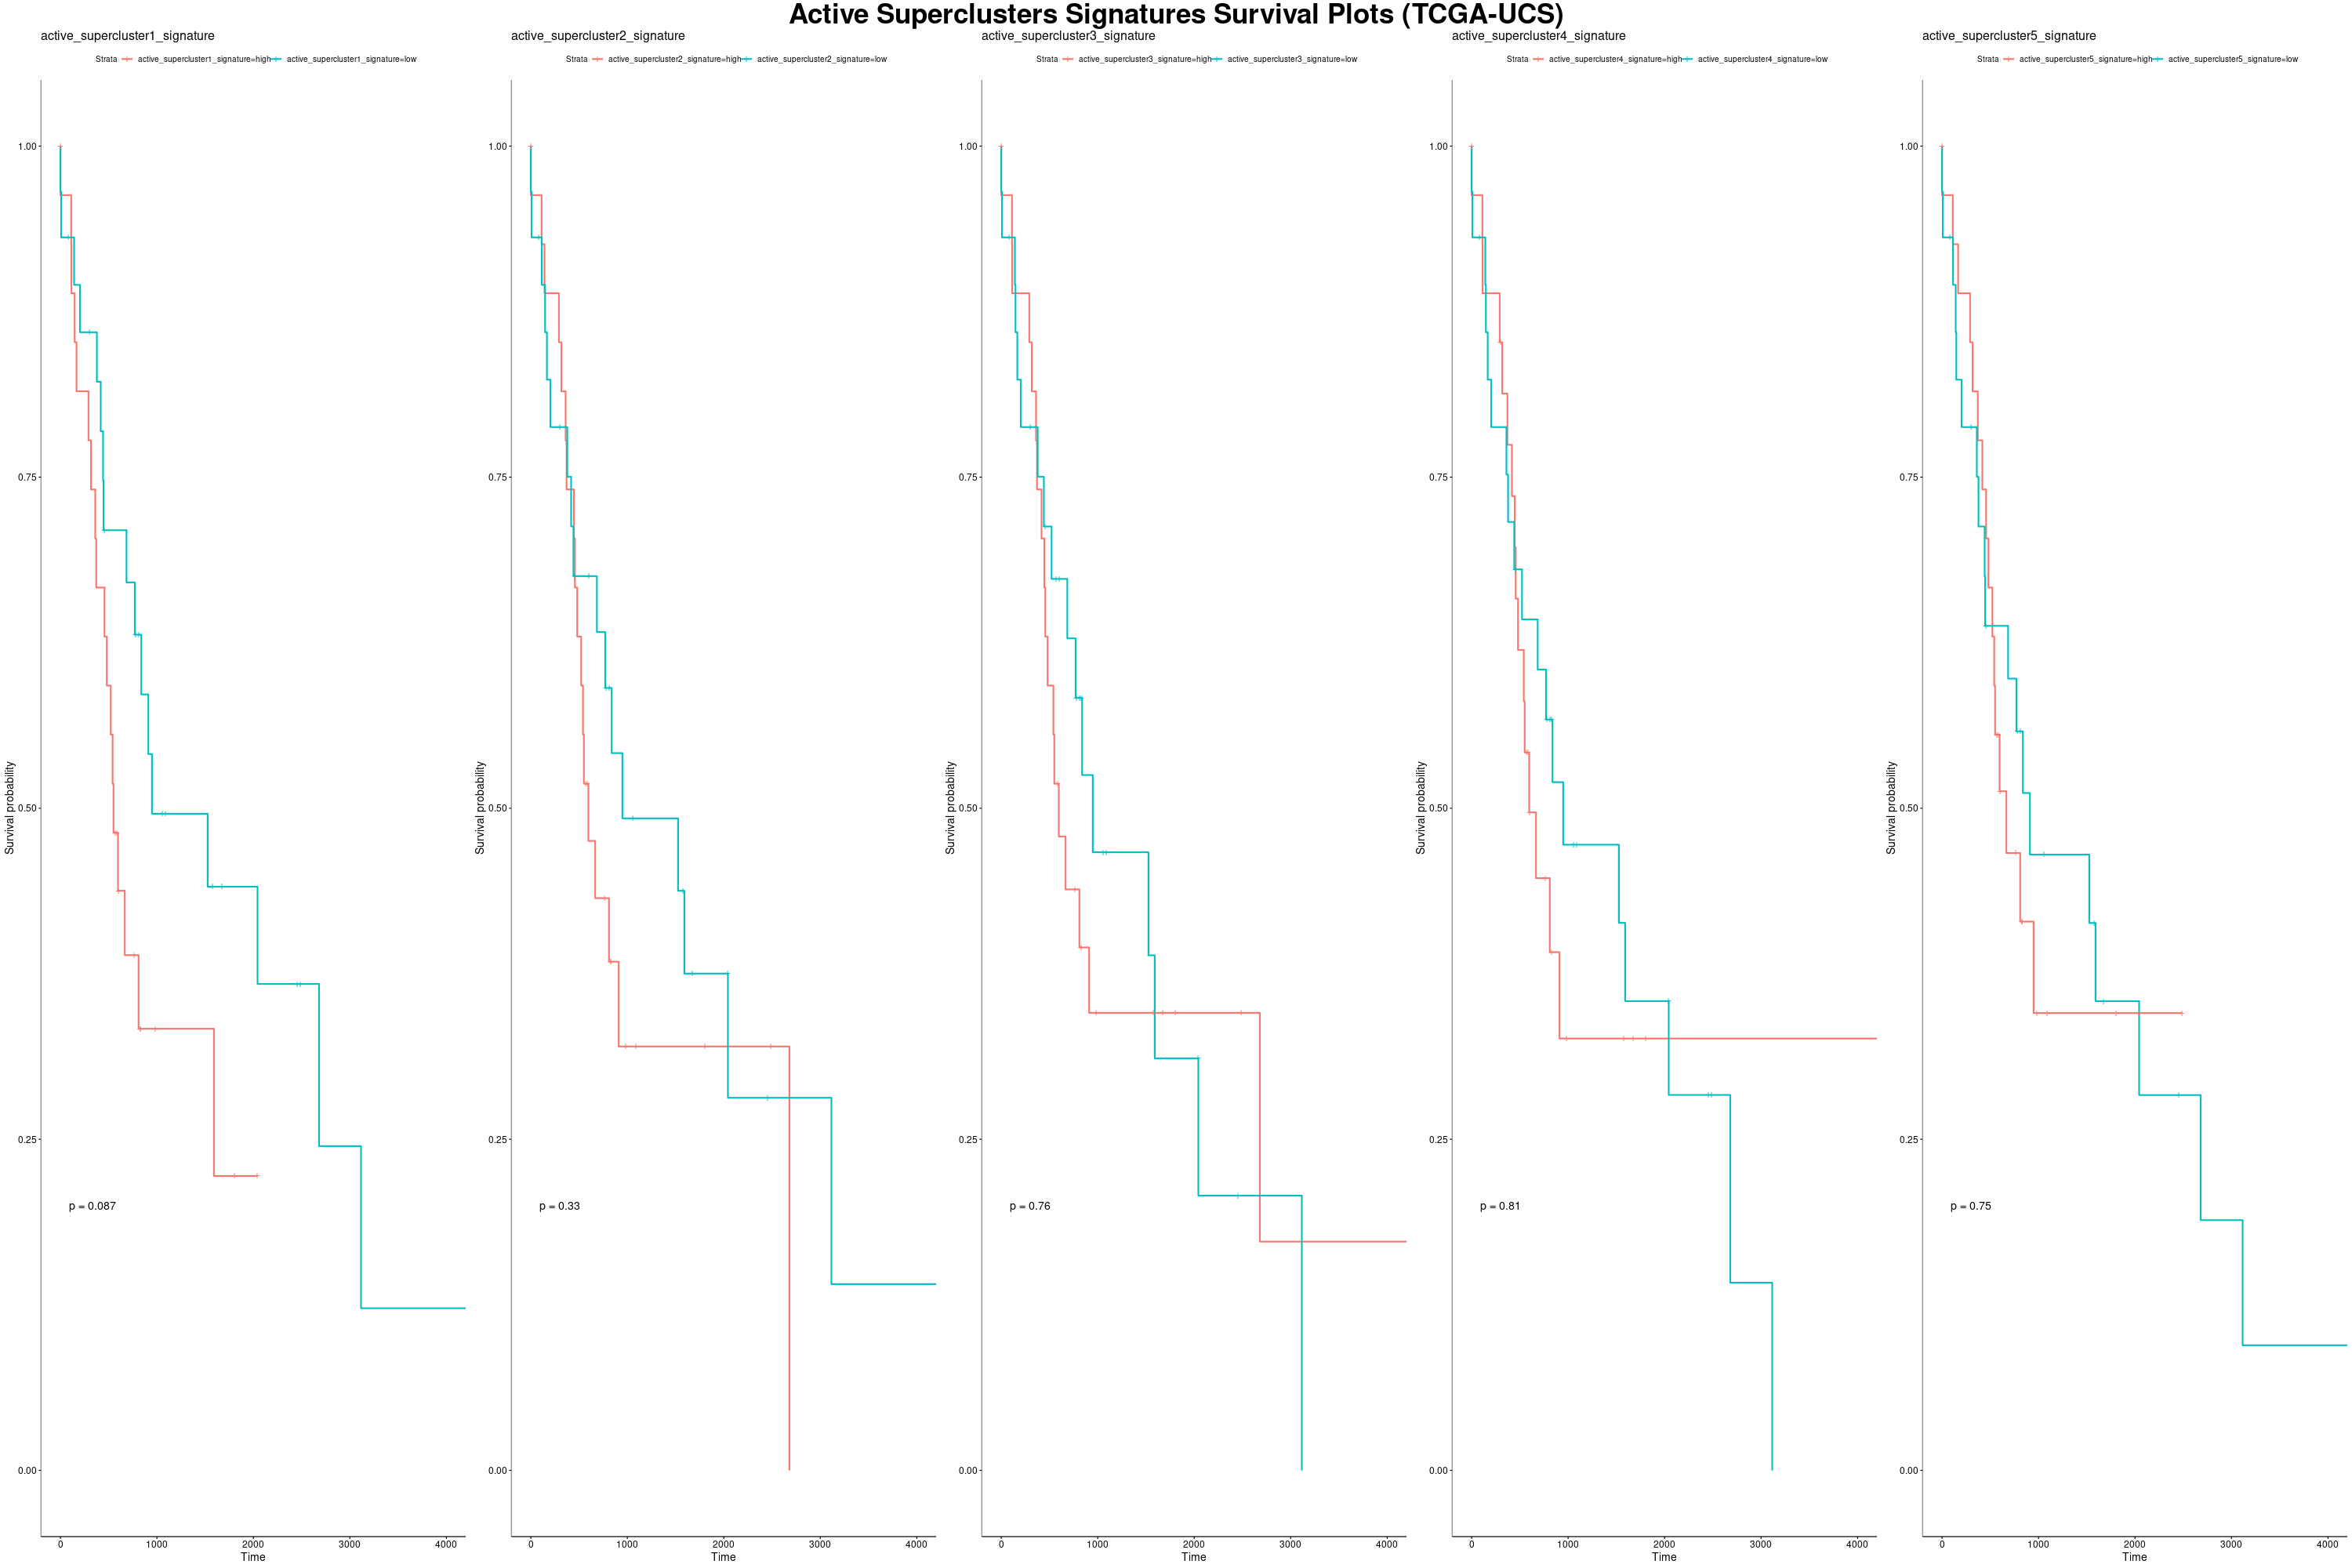 Active Superclusters Signatures Survival Plots (TCGA-UCS)
active_supercluster1_signature
Strata active_supercluster1_signature=high active_supercluster1_signature=low
Survival probability
1.00
0.75
0.50
0.25
0.00
p = 0.087
0 1000 2000 3000 4000
Time
active_supercluster2_signature
Strata active_supercluster2_signature=high active_supercluster2_signature=low
Survival probability
1.00
0.75
0.50
0.25
0.00
p = 0.33
0 1000 2000 3000 4000
Time
active_supercluster3_signature
Strata active_supercluster3_signature=high active_supercluster3_signature=low
Survival probability
1.00
0.75
0.50
0.25
0.00
p = 0.76
0 1000 2000 3000 4000
Time
active_supercluster4_signature
Strata active_supercluster4_signature=high active_supercluster4_signature=low
Survival probability
1.00
0.75
0.50
0.25
0.00
p = 0.81
0 1000 2000 3000 4000
Time
active_supercluster5_signature
Strata active_supercluster5_signature=high active_supercluster5_signature=low
Survival probability
1.00
0.75
0.50
0.25
0.00
p = 0.75
0 1000 2000 3000 4000
Time